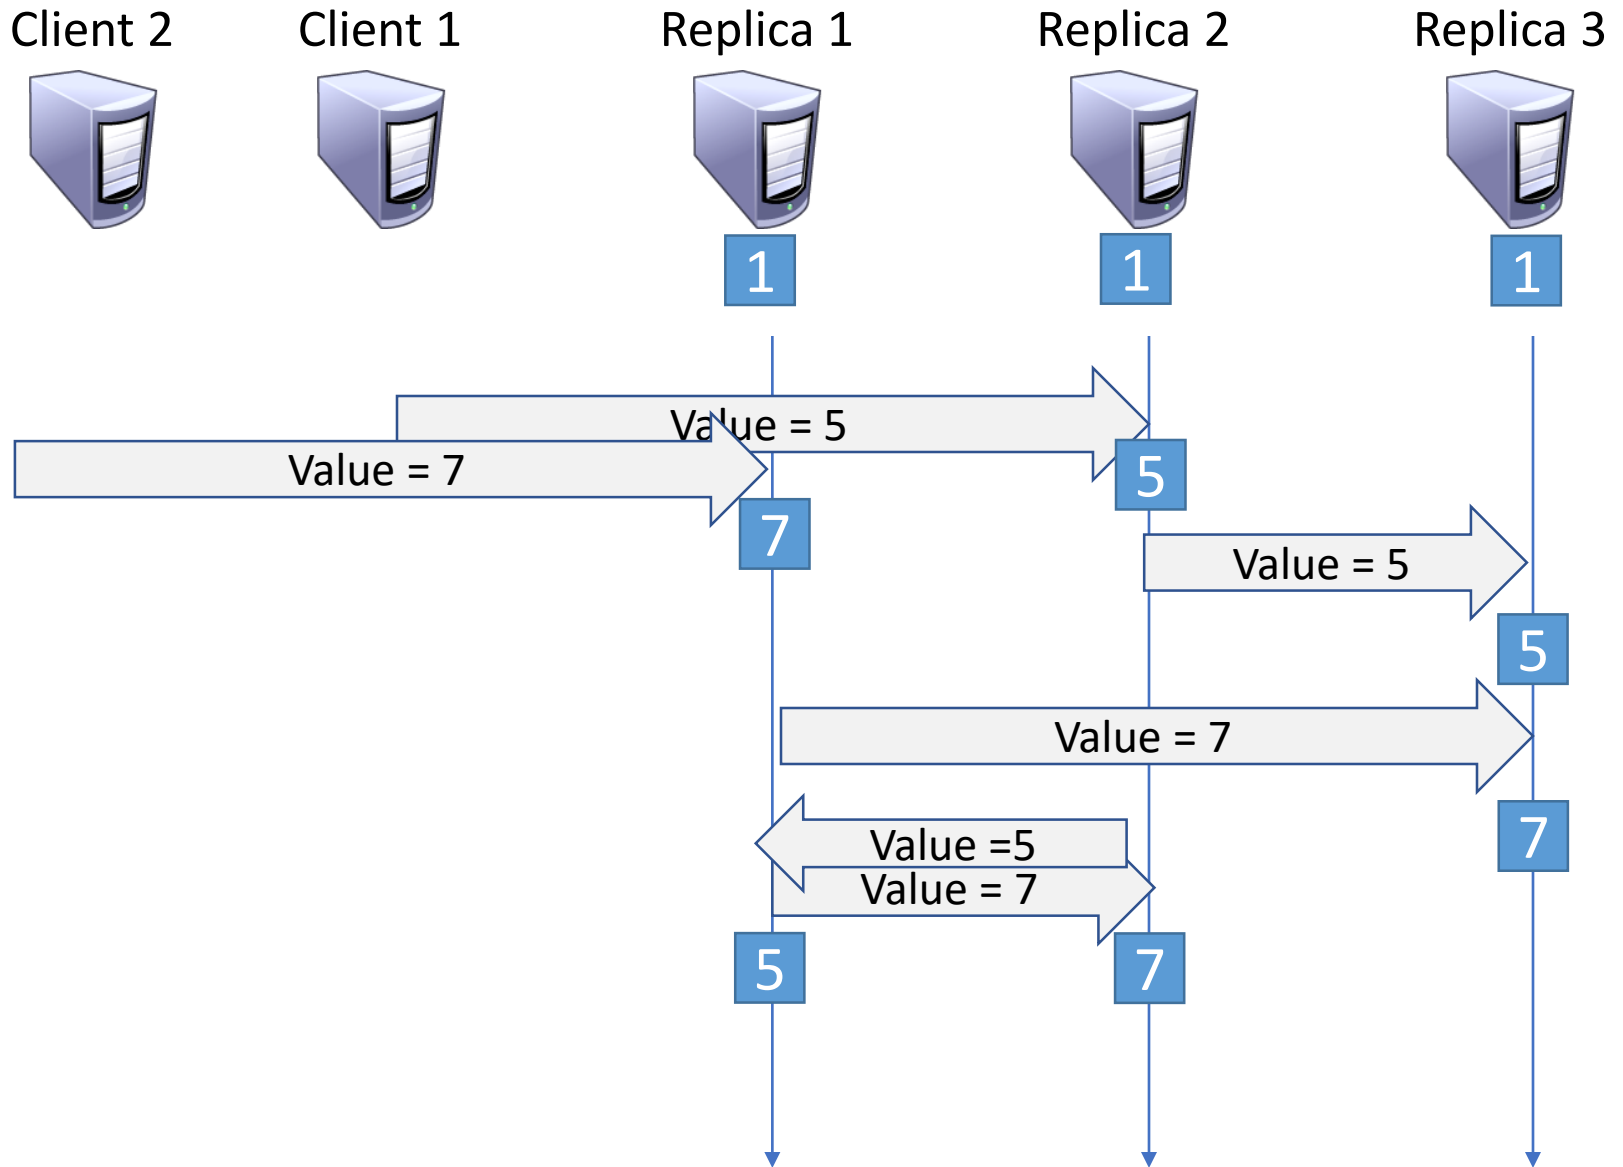 Client 2
Client 1
Replica 1
Replica 2
Replica 3
1
1
1
Value = 5
Value = 7
5
7
Value = 5
5
Value = 7
7
Value =5
Value = 7
5
7